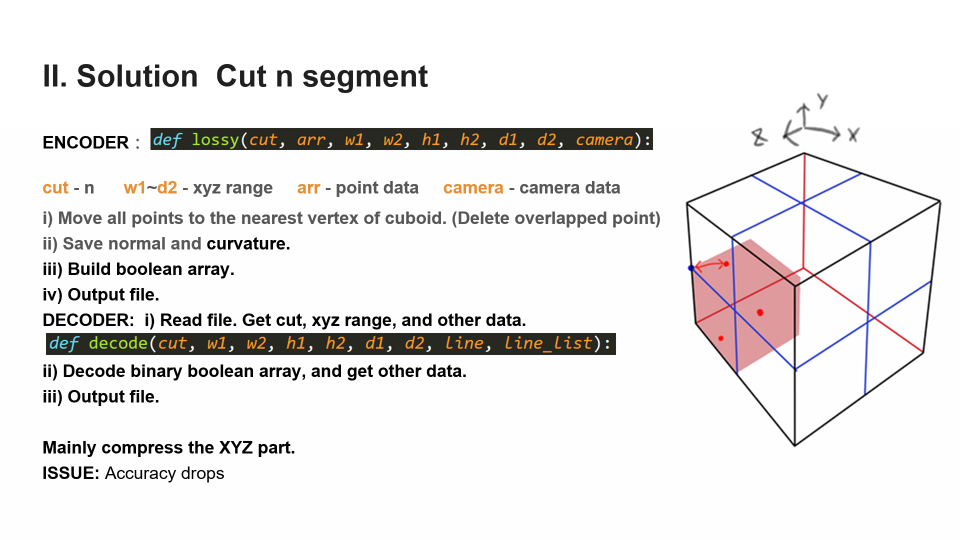 II. Solution  Cut n segment
ENCODER : def lossy(cut, arr, w1, w2, h1, h2, d1, d2, camera):
cut - n  w1~d2 - xyz range  arr - point data  camera - camera data
i) Move all points to the nearest vertex of cuboid. (Delete overlapped point)
ii) Save normal and curvature.
iii) Build boolean array.
iv) Output file.
DECODER:  i) Read file. Get cut, xyz range, and other data.
def decode(cut, w1, w2, h1, h2, d1, d2, line, line_list):
ii) Decode binary boolean array, and get other data.
iii) Output file.
Mainly compress the XYZ part.
ISSUE: Accuracy drops
Y
Z
X